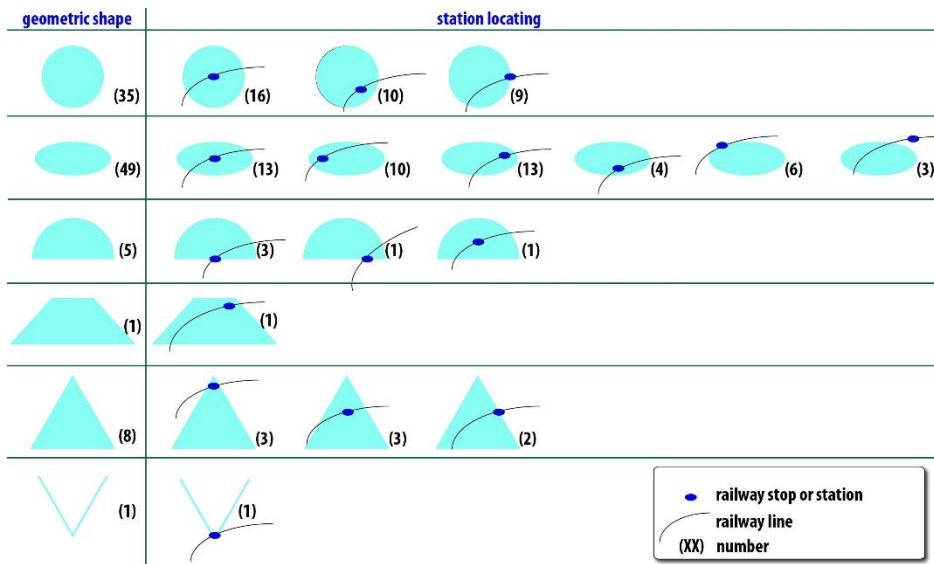 geometric shape station locating
(35) (16) (10) (9)
(49) (13) (10) (13) (4) (6) (3)
(5) (3) (1) (1)
(1) (1)
(8) (3) (3) (2)
(1) (1)
railway stop or station
railway line
(XX) number